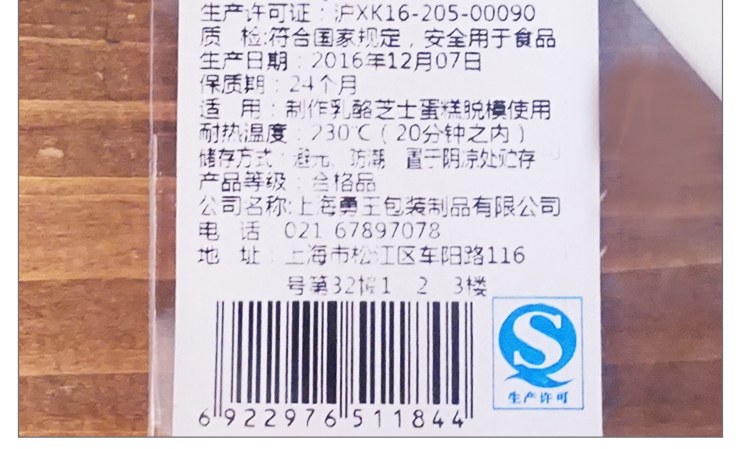 生产许可证：沪XK16-205-00090
质 检:符合国家规定，安全用于食品
生产日期：2016年12月07日
保质期：24个月
适 用：制作乳酪芝士蛋糕脱模使用
耐热温度：230℃（20分钟之内）
储存方式：避光、防潮 置于阴凉处贮存
产品等级：合格品
公司名称:上海勇王包装制品有限公司
电 话：021-67897078
地 址：上海市松江区车阳路116
号第32幢1、2、3楼
6 922976 511844
生产许可